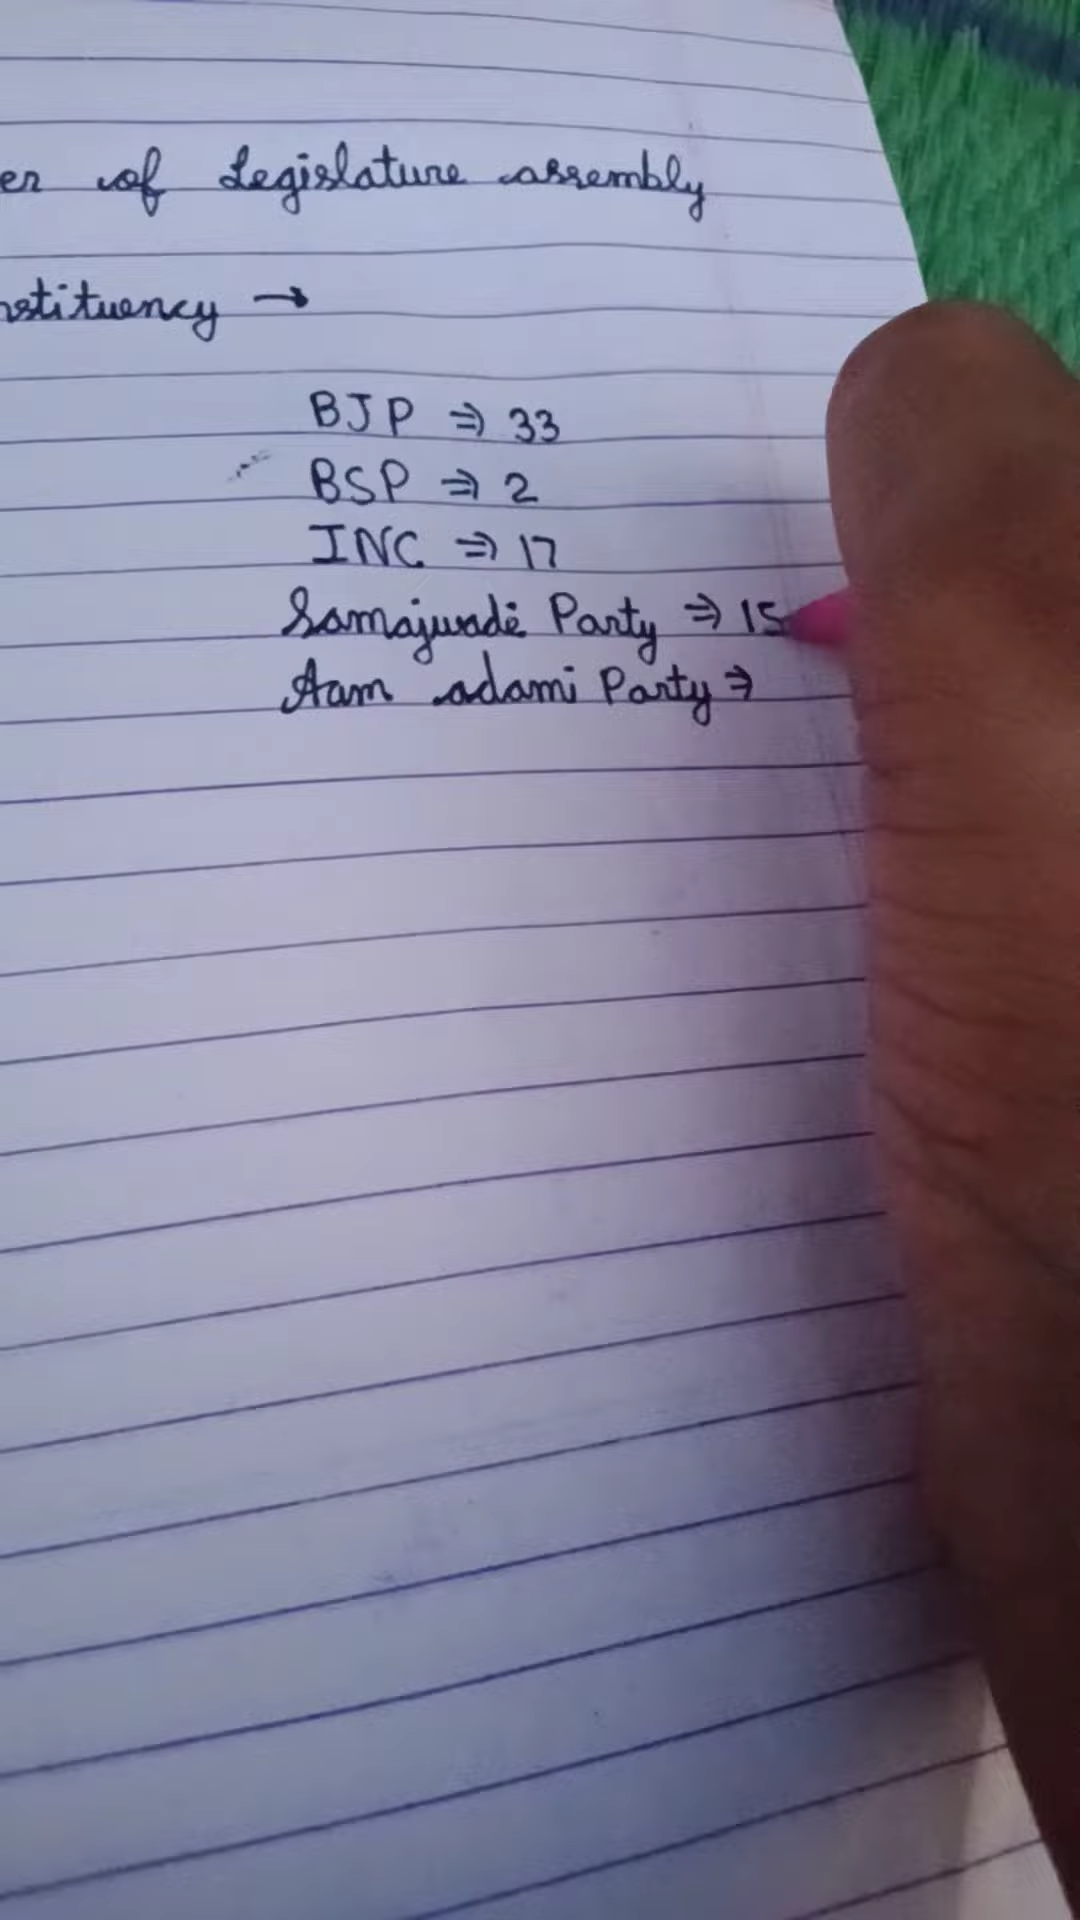 er of Legislature assembly
nstituency →
BJP ⇒ 33
BSP ⇒ 2
INC ⇒ 17
Samajwadi Party ⇒ 15
Aam adami Party ⇒